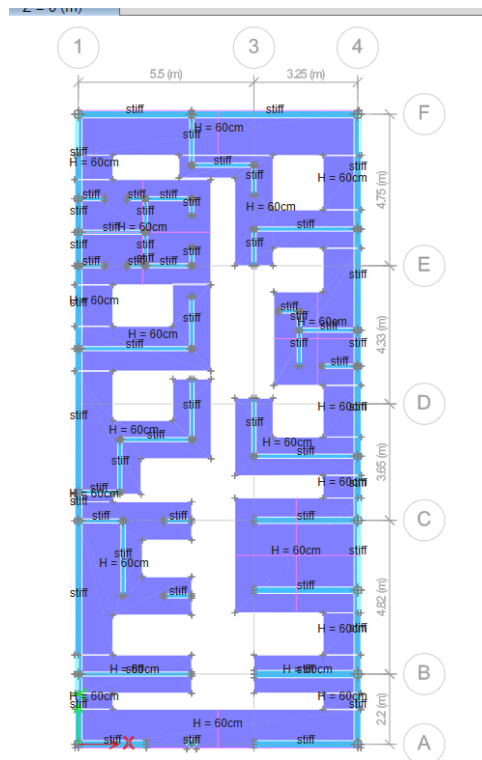 Z = 0 (m)
1
3
4
5.5 (m)
3.25 (m)
stiff
stiff
F
H = 60cm
stiff
stiff
stiff
H = 60cm
stiff
H = 60cm
4.75 (m)
stiff
stiff
stiff
H = 60cm
stiff
stiff
stiff
H = 60cm
stiff
stiff
stiff
stiff
E
stiff
H = 60cm
stiff
H = 60cm
stiff
stiff
H = 60cm
stiff
4.33 (m)
stiff
stiff
stiff
stiff
D
stiff
stiff
H = 60cm
stiff
H = 60cm
stiff
stiff
3.65 (m)
H = 60cm
stiff
H = 60cm
stiff
stiff
stiff
C
stiff
H = 60cm
H = 60cm
stiff
stiff
stiff
stiff
4.82 (m)
H = 60cm
stiff
H = 60cm
stiff
H = 60cm
stiff
B
H = 60cm
H = 60cm
stiff
stiff
2.2 (m)
H = 60cm
X
stiff
stiff
stiff
A